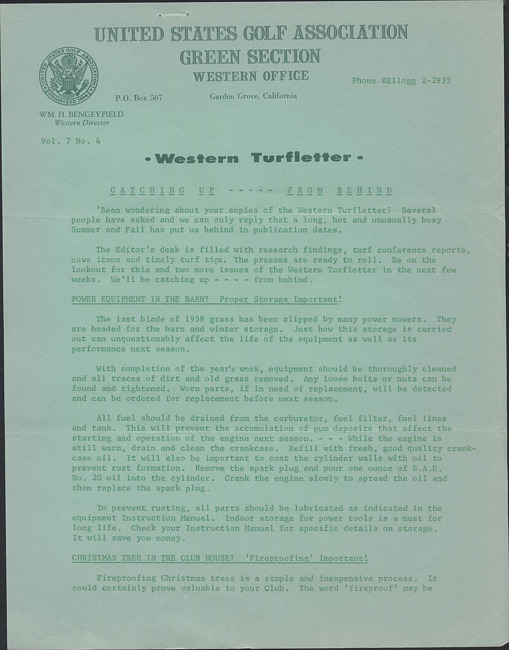 UNITED STATES GOLF ASSOCIATION
GREEN SECTION
WESTERN OFFICE
Phone KEllogg 2-2935
P.O. Box 567
Garden Grove, California
WM. H. BENGEYFIELD
Western Director
Vol. 7 No. 4
• Western Turfletter •
CATCHING UP ----- FROM BEHIND
'Been wondering about your copies of the Western Turfletter? Several
people have asked and we can only reply that a long, hot and unusually busy
Summer and Fall has put us behind in publication dates.
The Editor's desk is filled with research findings, turf conference reports,
news items and timely turf tips. The presses are ready to roll. Be on the
lookout for this and two more issues of the Western Turfletter in the next few
weeks. We'll be catching up - - - - from behind.
POWER EQUIPMENT IN THE BARN? Proper Storage Important!
The last blade of 1958 grass has been clipped by many power mowers. They
are headed for the barn and winter storage. Just how this storage is carried
out can unquestionably affect the life of the equipment as well as its
performance next season.
With completion of the year's work, equipment should be thoroughly cleaned
and all traces of dirt and old grass removed. Any loose bolts or nuts can be
found and tightened. Worn parts, if in need of replacement, will be detected
and can be ordered for replacement before next season.
All fuel should be drained from the carburetor, fuel filter, fuel lines
and tank. This will prevent the accumulation of gum deposits that affect the
starting and operation of the engine next season. - - - While the engine is
still warm, drain and clean the crankcase. Refill with fresh, good quality crank-
case oil. It will also be important to coat the cylinder walls with oil to
prevent rust formation. Remove the spark plug and pour one ounce of S.A.E.
No. 20 oil into the cylinder. Crank the engine slowly to spread the oil and
then replace the spark plug.
To prevent rusting, all parts should be lubricated as indicated in the
equipment Instruction Manual. Indoor storage for power tools is a must for
long life. Check your Instruction Manual for specific details on storage.
It will save you money.
CHRISTMAS TREE IN THE CLUB HOUSE? 'Fireproofing' Important!
Fireproofing Christmas trees is a simple and inexpensive process. It
could certainly prove valuable to your Club. The word 'fireproof' may be